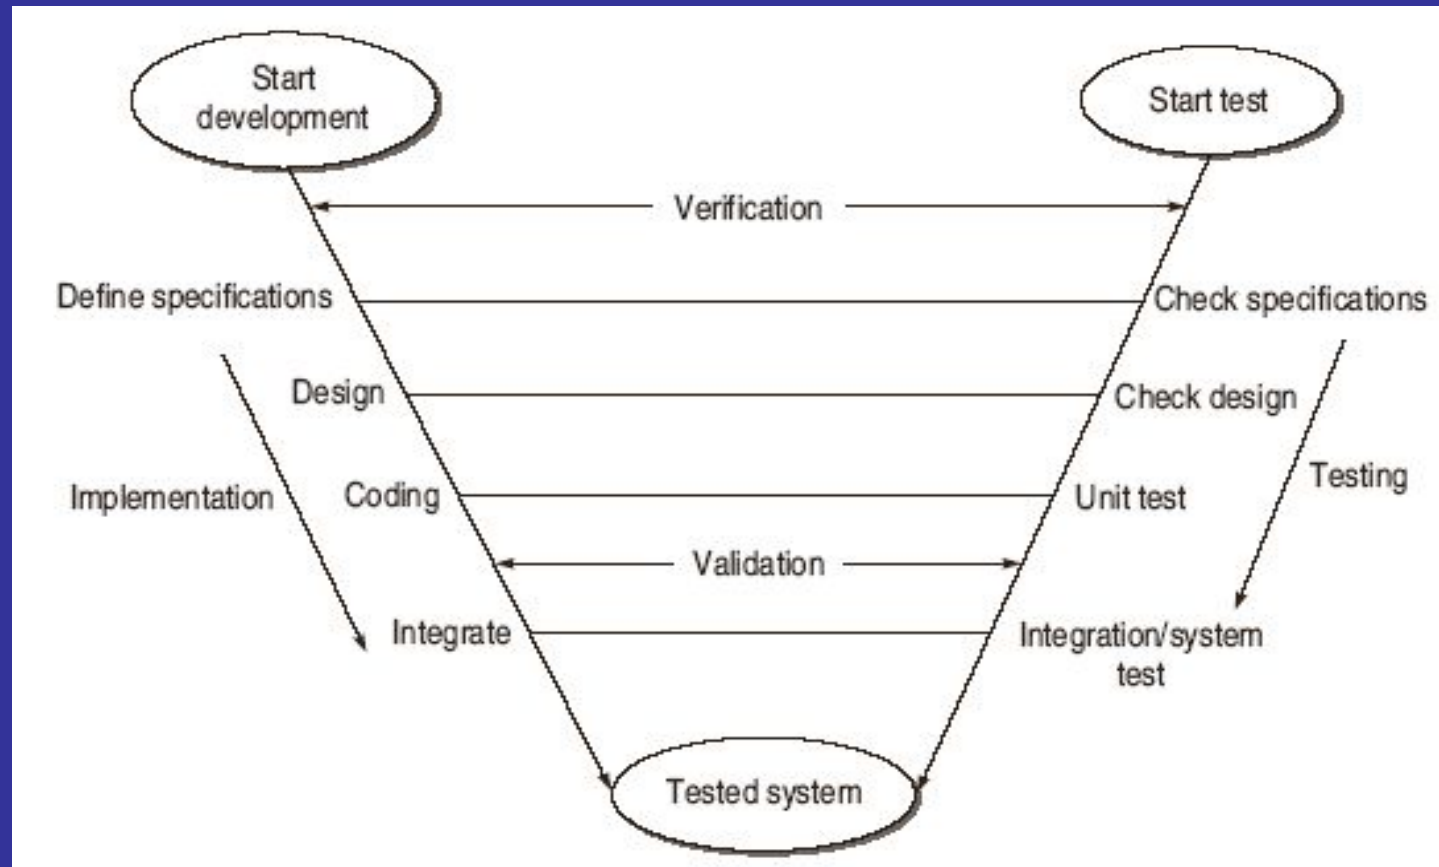 Start
development
Start test
Verification
Define specifications
Check specifications
Design
Check design
Implementation
Coding
Unit test
Testing
Validation
Integrate
Integration/system
test
Tested system